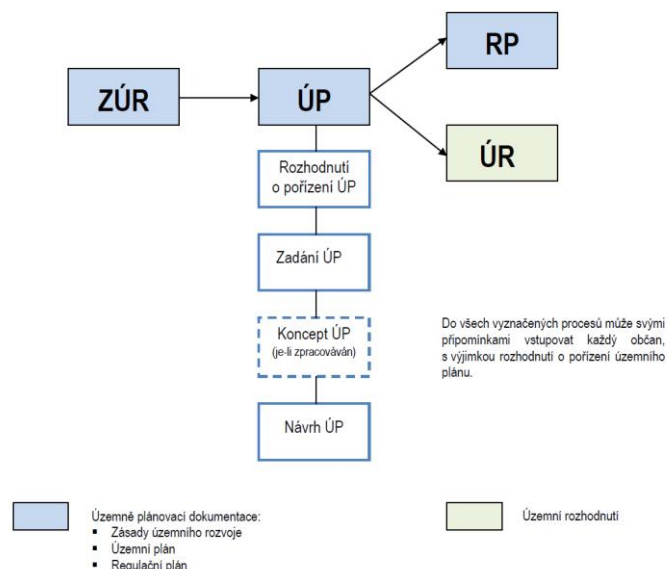 RP
ZÚR
ÚP
ÚR
Rozhodnutí
o pořízení ÚP
Zadání ÚP
Koncept ÚP
(je-li zpracováván)
Návrh ÚP
Do všech vyznačených procesů může svými
připomínkami vstupovat každý občan,
s výjimkou rozhodnutí o pořízení územního
plánu.
Územně plánovací dokumentace:
▪ Zásady územního rozvoje
▪ Územní plán
▪ Regulační plán
Územní rozhodnutí